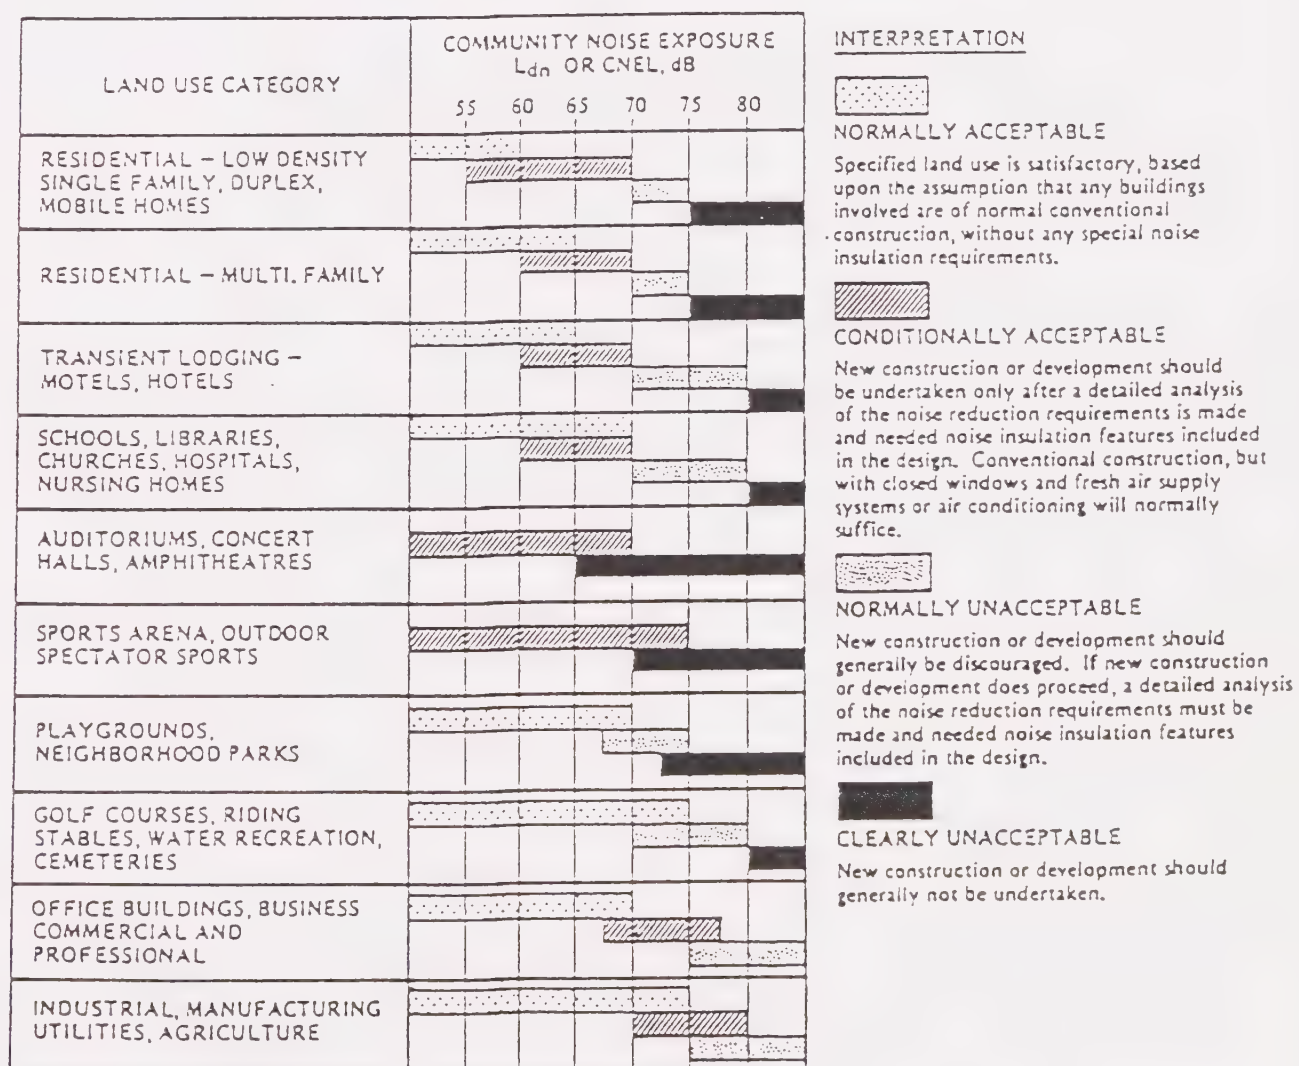 LAND USE CATEGORY
COMMUNITY NOISE EXPOSURE
Ldn OR CNEL, dB
55 60 65 70 75 80
RESIDENTIAL – LOW DENSITY
SINGLE FAMILY, DUPLEX,
MOBILE HOMES
RESIDENTIAL – MULTI. FAMILY
TRANSIENT LODGING –
MOTELS, HOTELS
SCHOOLS, LIBRARIES,
CHURCHES, HOSPITALS,
NURSING HOMES
AUDITORIUMS, CONCERT
HALLS, AMPHITHEATRES
SPORTS ARENA, OUTDOOR
SPECTATOR SPORTS
PLAYGROUNDS,
NEIGHBORHOOD PARKS
GOLF COURSES, RIDING
STABLES, WATER RECREATION,
CEMETERIES
OFFICE BUILDINGS, BUSINESS
COMMERCIAL AND
PROFESSIONAL
INDUSTRIAL, MANUFACTURING
UTILITIES, AGRICULTURE
INTERPRETATION
NORMALLY ACCEPTABLE
Specified land use is satisfactory, based
upon the assumption that any buildings
involved are of normal conventional
construction, without any special noise
insulation requirements.
CONDITIONALLY ACCEPTABLE
New construction or development should
be undertaken only after a detailed analysis
of the noise reduction requirements is made
and needed noise insulation features included
in the design. Conventional construction, but
with closed windows and fresh air supply
systems or air conditioning will normally
suffice.
NORMALLY UNACCEPTABLE
New construction or development should
generally be discouraged. If new construction
or development does proceed, a detailed analysis
of the noise reduction requirements must be
made and needed noise insulation features
included in the design.
CLEARLY UNACCEPTABLE
New construction or development should
generally not be undertaken.